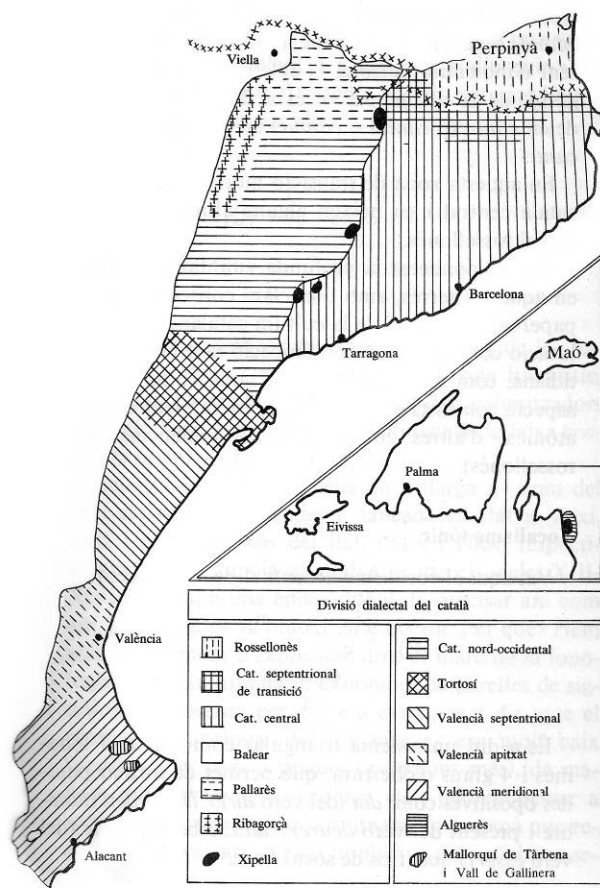 Viella
Perpinyà
Barcelona
Tarragona
Maó
Palma
Eivissa
València
Alacant
Divisió dialectal del català
Rossellonès
Cat. septentrional
de transició
Cat. central
Balear
Pallarès
Ribagorçà
Xipella
Cat. nord-occidental
Tortosí
Valencià septentrional
Valencià apitxat
Valencià meridional
Alguerès
Mallorquí de Tàrbena
i Vall de Gallinera